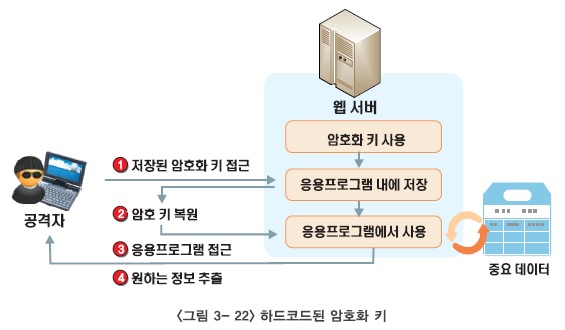 웹 서버
암호화 키 사용
❶ 저장된 암호화 키 접근
응용프로그램 내에 저장
공격자
❷ 암호 키 복원
응용프로그램에서 사용
❸ 응용프로그램 접근
중요 데이터
❹ 원하는 정보 추출
<그림 3- 22> 하드코드된 암호화 키